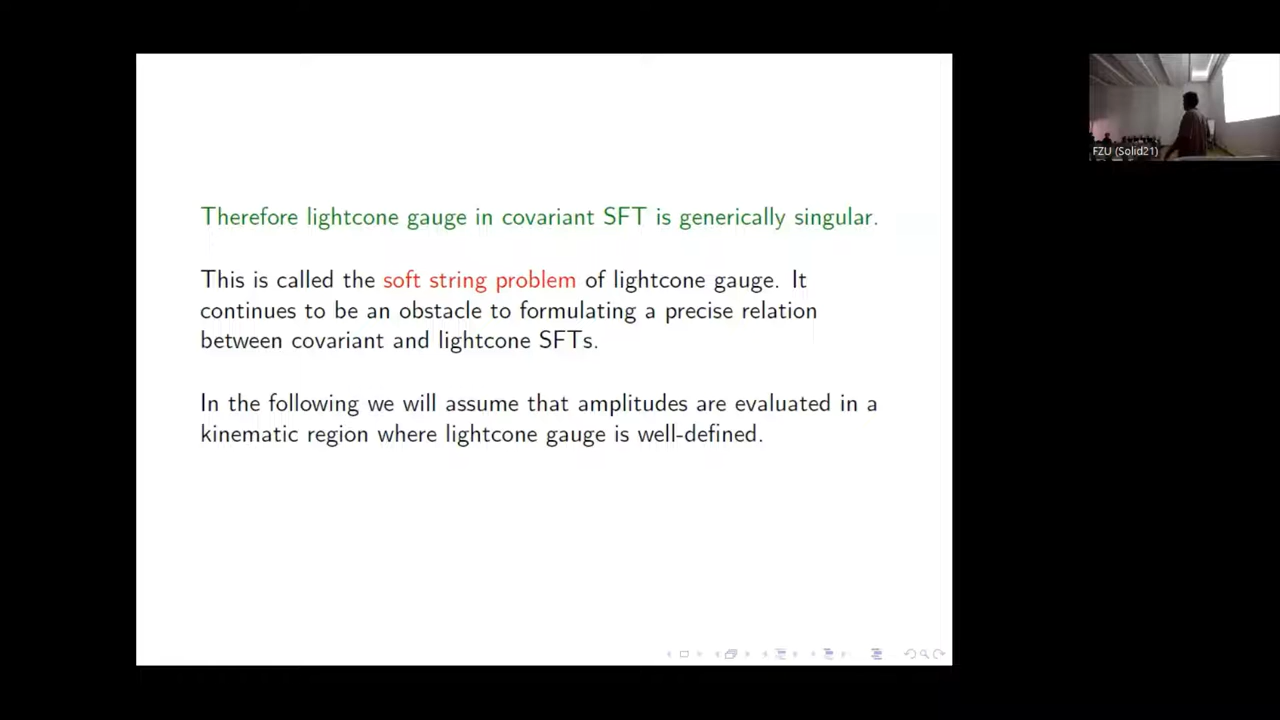 Therefore lightcone gauge in covariant SFT is generically singular.
This is called the soft string problem of lightcone gauge. It
continues to be an obstacle to formulating a precise relation
between covariant and lightcone SFTs.
In the following we will assume that amplitudes are evaluated in a
kinematic region where lightcone gauge is well-defined.
FZU (Solid21)